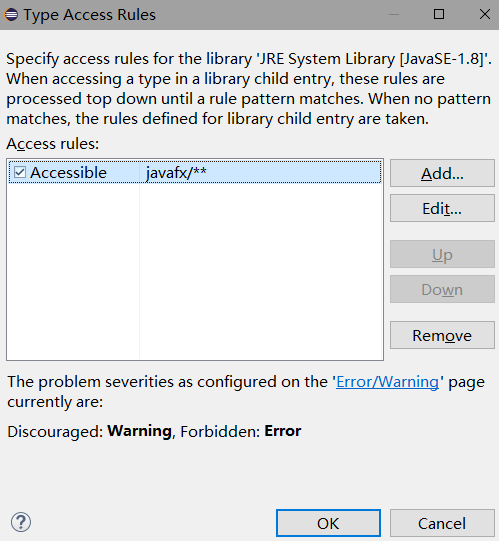 Type Access Rules
Specify access rules for the library 'JRE System Library [JavaSE-1.8]'.
When accessing a type in a library child entry, these rules are
processed top down until a rule pattern matches. When no pattern
matches, the rules defined for library child entry are taken.
Access rules:
Accessible javafx/**
Add...
Edit...
Up
Down
Remove
The problem severities as configured on the 'Error/Warning' page
currently are:
Discouraged: Warning, Forbidden: Error
OK
Cancel